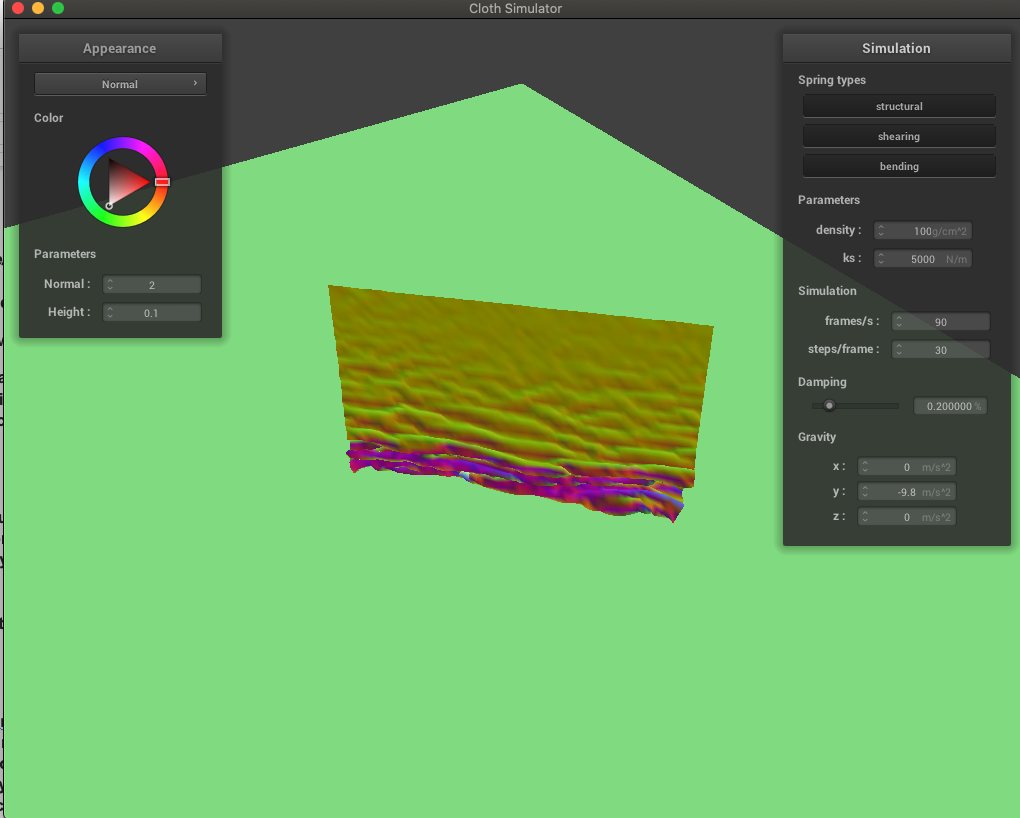 Cloth Simulator
Appearance
Normal
Color
Parameters
Normal : 2
Height : 0.1
Simulation
Spring types
structural
shearing
bending
Parameters
density : 100 g/cm^2
ks : 5000 N/m
Simulation
frames/s : 90
steps/frame : 30
Damping
0.200000 %
Gravity
x : 0 m/s^2
y : -9.8 m/s^2
z : 0 m/s^2